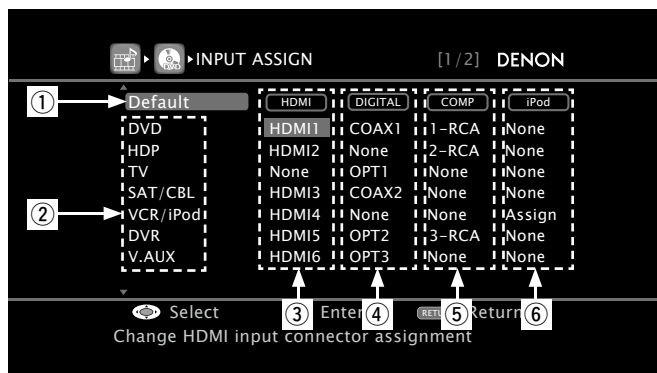 INPUT ASSIGN [1/2] DENON
① Default HDMI DIGITAL COMP iPod
DVD HDMI1 COAX1 1-RCA None
HDP HDMI2 None 2-RCA None
TV None OPT1 None None
SAT/CBL HDMI3 COAX2 None None
② VCR/iPod HDMI4 None None Assign
DVR HDMI5 OPT2 3-RCA None
V.AUX HDMI6 OPT3 None None
③ ④ ⑤ ⑥
Select Enter Return
Change HDMI input connector assignment